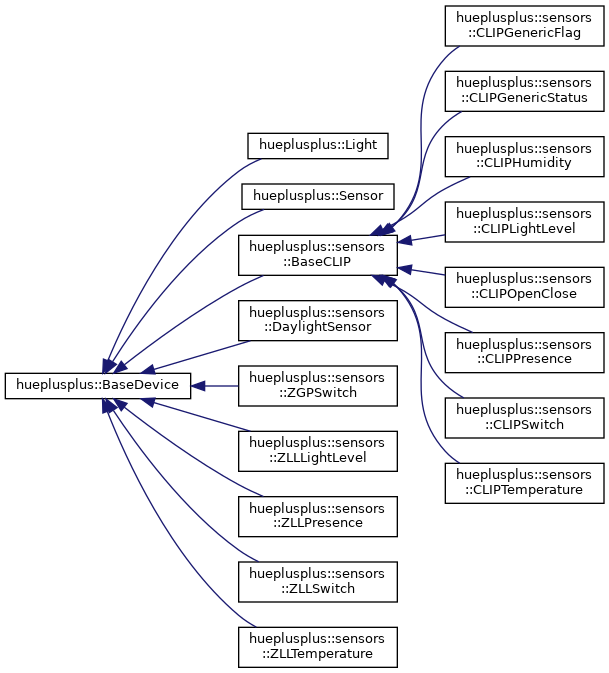 hueplusplus::BaseDevice
hueplusplus::Light
hueplusplus::Sensor
hueplusplus::sensors
::BaseCLIP
hueplusplus::sensors
::DaylightSensor
hueplusplus::sensors
::ZGPSwitch
hueplusplus::sensors
::ZLLLightLevel
hueplusplus::sensors
::ZLLPresence
hueplusplus::sensors
::ZLLSwitch
hueplusplus::sensors
::ZLLTemperature
hueplusplus::sensors
::CLIPGenericFlag
hueplusplus::sensors
::CLIPGenericStatus
hueplusplus::sensors
::CLIPHumidity
hueplusplus::sensors
::CLIPLightLevel
hueplusplus::sensors
::CLIPOpenClose
hueplusplus::sensors
::CLIPPresence
hueplusplus::sensors
::CLIPSwitch
hueplusplus::sensors
::CLIPTemperature